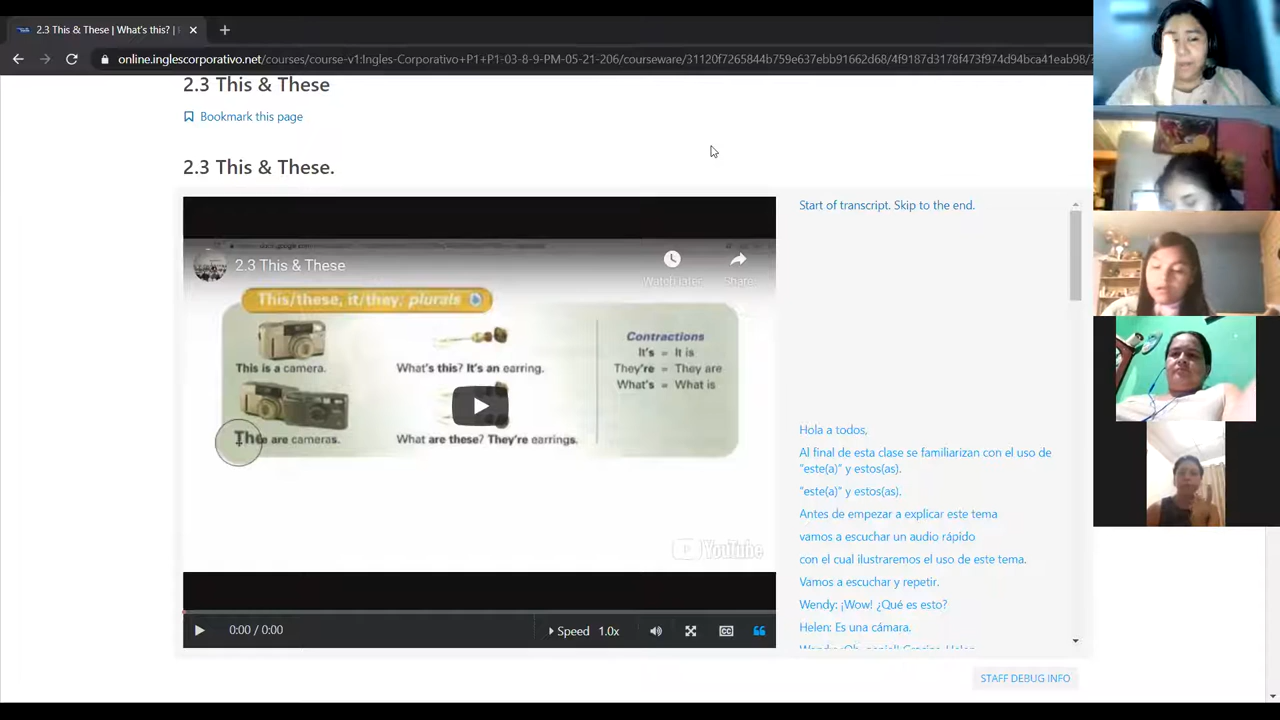 2.3 This & These | What's this? |
online.inglescorporativo.net/courses/course-v1:Ingles-Corporativo+P1+P1-03-8-9-PM-05-21-206/courseware/31120f7265844b759e637ebb91662d68/4f9187d3178f473f974d94bca41eab98/?
2.3 This & These
Bookmark this page
2.3 This & These.
2.3 This & These
Watch later
Share
This/these, it/they, plurals
This is a camera.
What's this? It's an earring.
are cameras.
What are these? They're earrings.
Contractions
It's = It is
They're = They are
What's = What is
YouTube
0:00 / 0:00
Speed 1.0x
CC
Start of transcript. Skip to the end.
Hola a todos,
Al final de esta clase se familiarizan con el uso de
"este(a)" y estos(as).
"este(a)" y estos(as).
Antes de empezar a explicar este tema
vamos a escuchar un audio rápido
con el cual ilustraremos el uso de este tema.
Vamos a escuchar y repetir.
Wendy: ¡Wow! ¿Qué es esto?
Helen: Es una cámara.
Wendy: ¡Oh, genial! Gracias, Helen.
STAFF DEBUG INFO